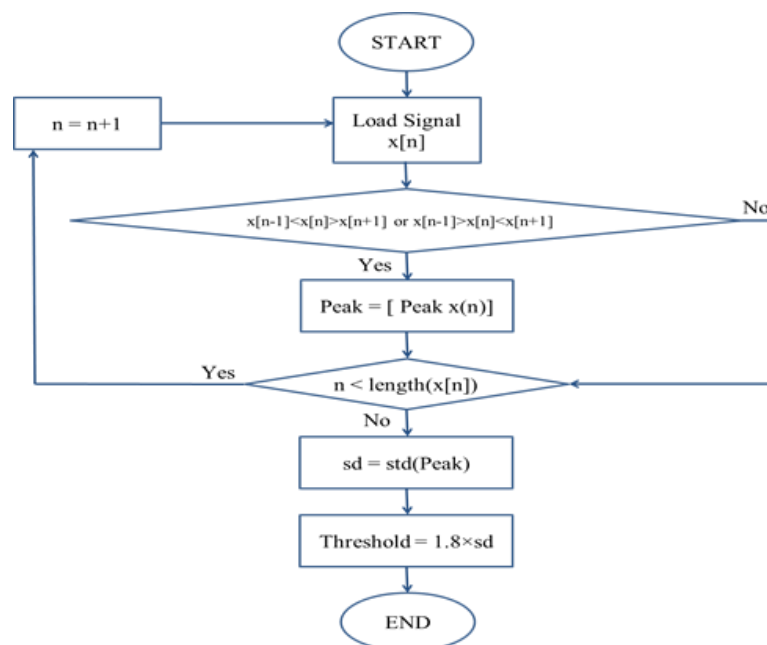 START
n = n+1
Load Signal
x[n]
x[n-1]<x[n]>x[n+1] or x[n-1]>x[n]<x[n+1]
No
Yes
Peak = [ Peak x(n)]
Yes
n < length(x[n])
No
sd = std(Peak)
Threshold = 1.8×sd
END